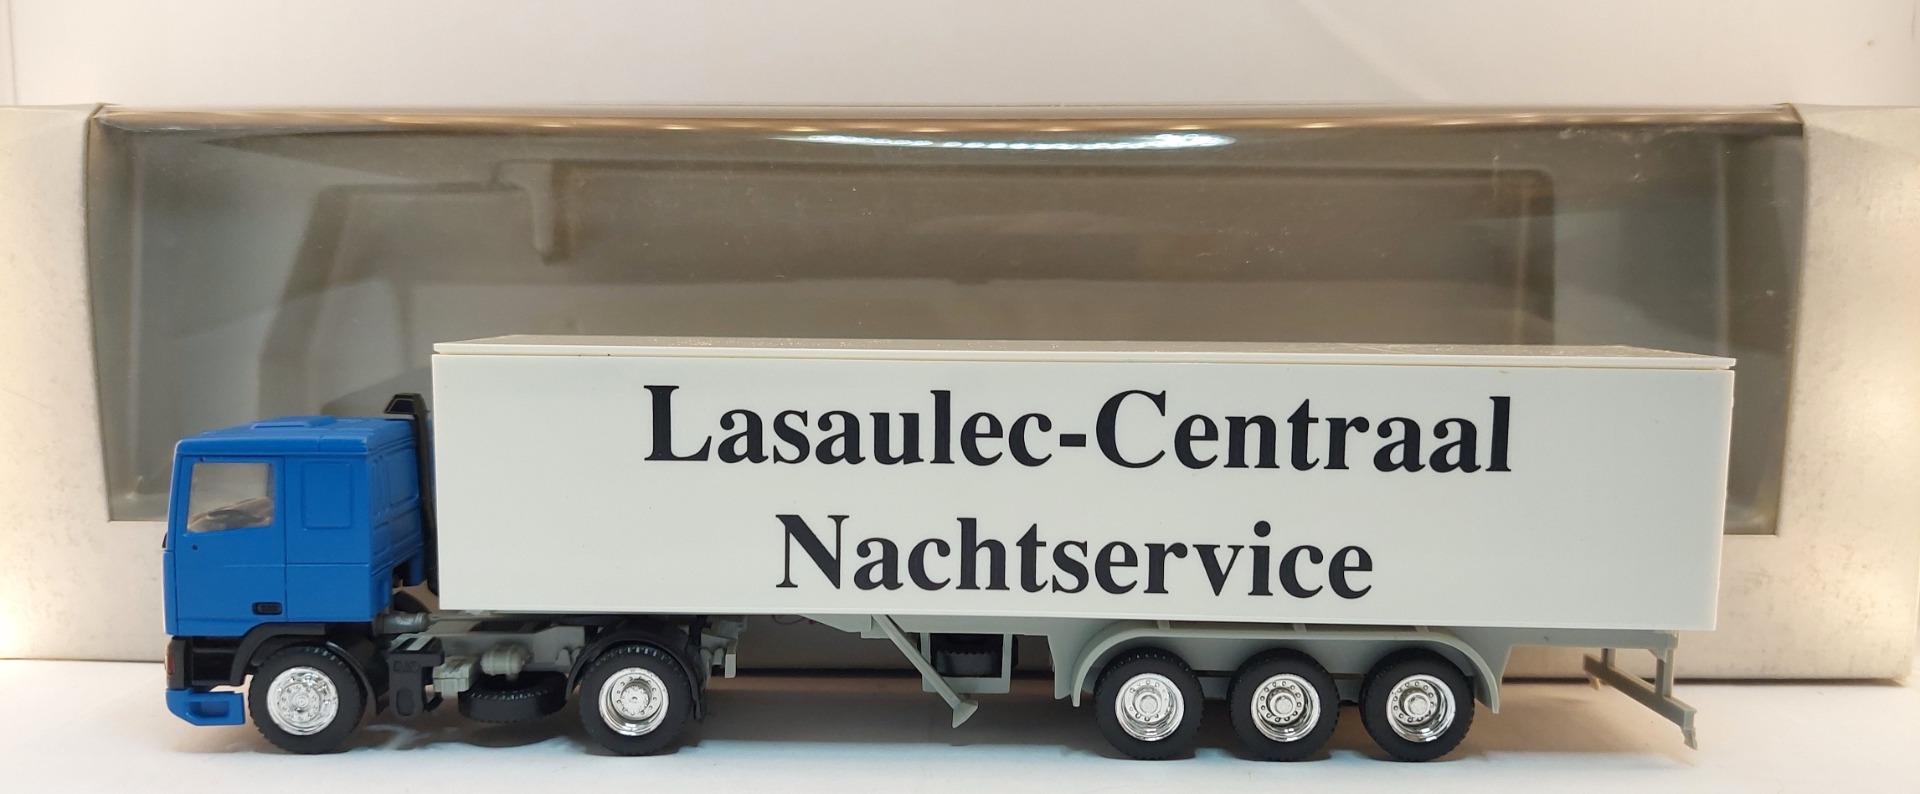 Lasaulec-Centraal
Nachtservice